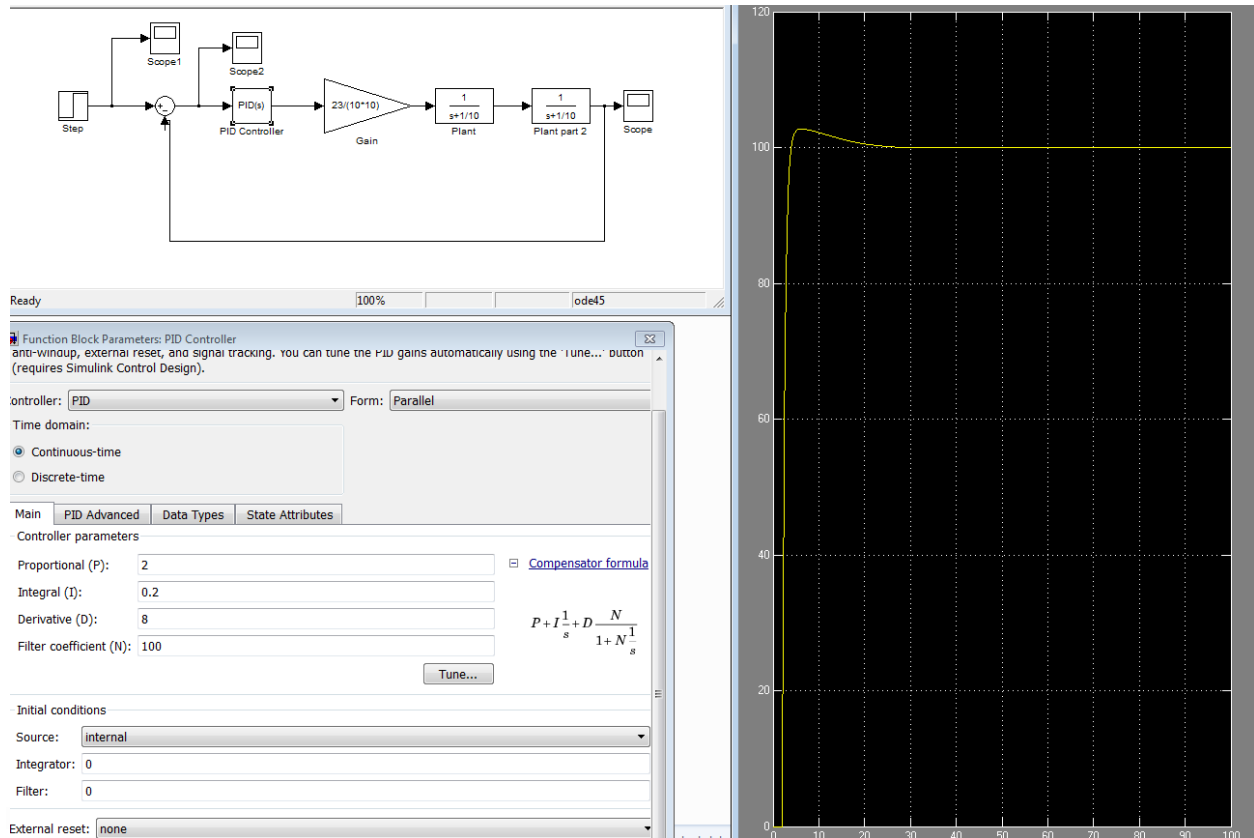 Scope1
Scope2
Step
PID(s)
PID Controller
23/(10*10)
Gain
1
s+1/10
Plant
1
s+1/10
Plant part 2
Scope
Ready
100%
ode45
Function Block Parameters: PID Controller
anti-windup, external reset, and signal tracking. You can tune the PID gains automatically using the 'Tune...' button
(requires Simulink Control Design).
ontroller: PID
Form: Parallel
Time domain:
Continuous-time
Discrete-time
Main PID Advanced Data Types State Attributes
Controller parameters
Proportional (P): 2
Compensator formula
Integral (I): 0.2
Derivative (D): 8
Filter coefficient (N): 100
P+I 1/s + D N/(1+N 1/s)
Tune...
Initial conditions
Source: internal
Integrator: 0
Filter: 0
External reset: none
120
100
80
60
40
20
0
0 10 20 30 40 50 60 70 80 90 100